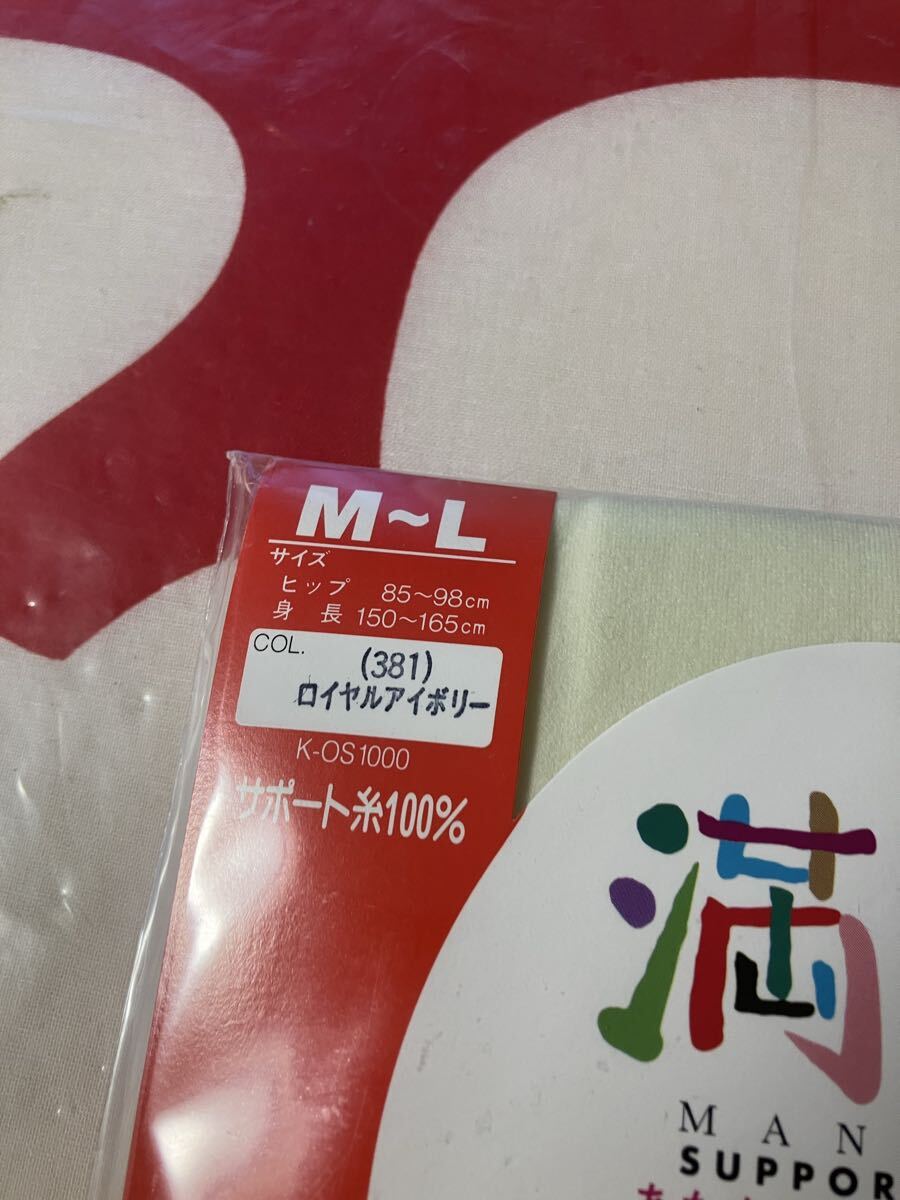 M~L
サイズ
ヒップ 85～98cm
身長 150～165cm
COL.
(381)
ロイヤルアイボリー
K-OS1000
サポート糸100%
満
MAN
SUPPOR